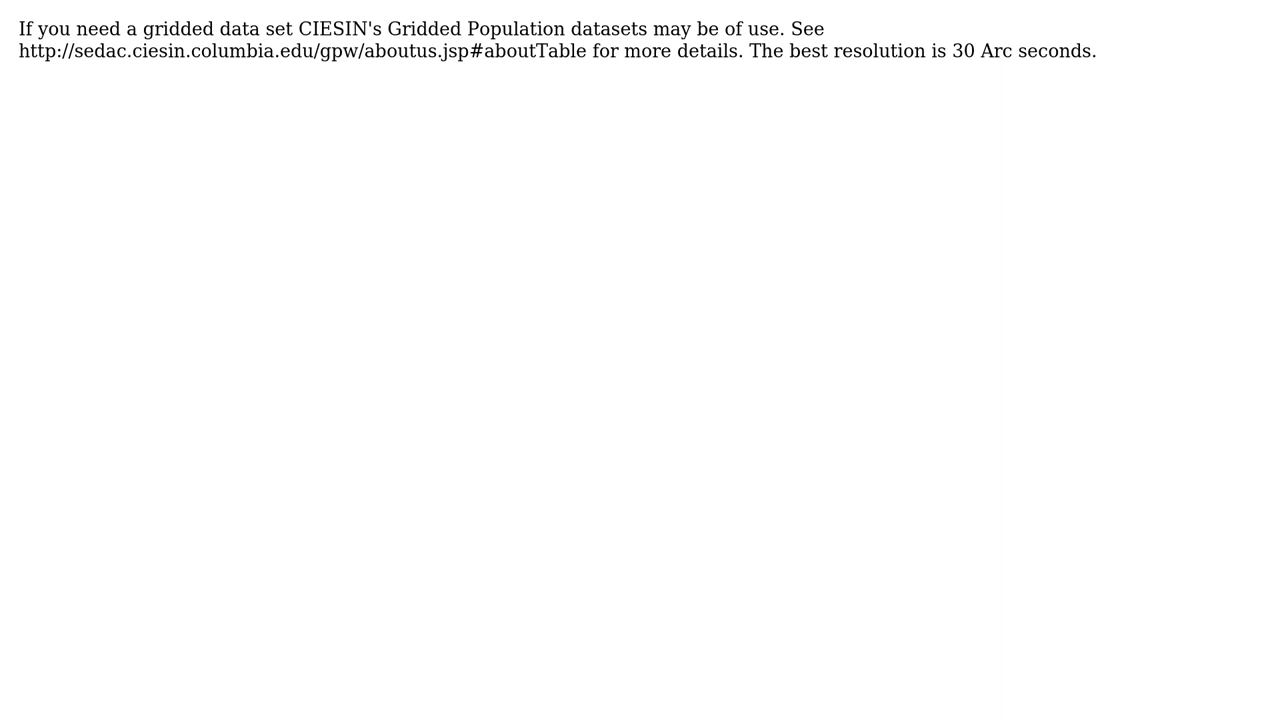 If you need a gridded data set CIESIN's Gridded Population datasets may be of use. See
http://sedac.ciesin.columbia.edu/gpw/aboutus.jsp#aboutTable for more details. The best resolution is 30 Arc seconds.